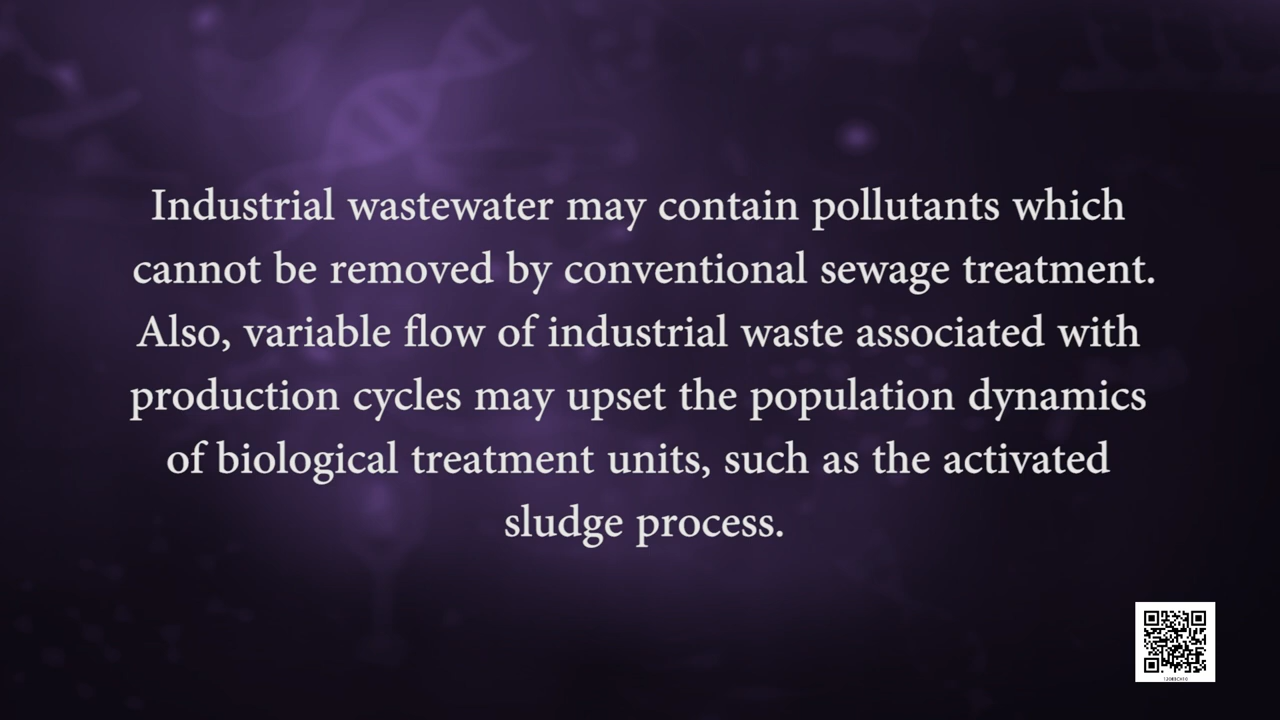 Industrial wastewater may contain pollutants which
cannot be removed by conventional sewage treatment.
Also, variable flow of industrial waste associated with
production cycles may upset the population dynamics
of biological treatment units, such as the activated
sludge process.